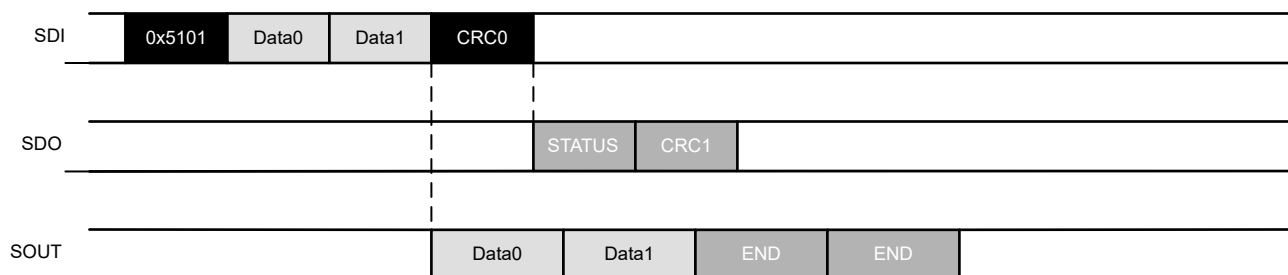 SDI 0x5101 Data0 Data1 CRC0
SDO STATUS CRC1
SOUT Data0 Data1 END END